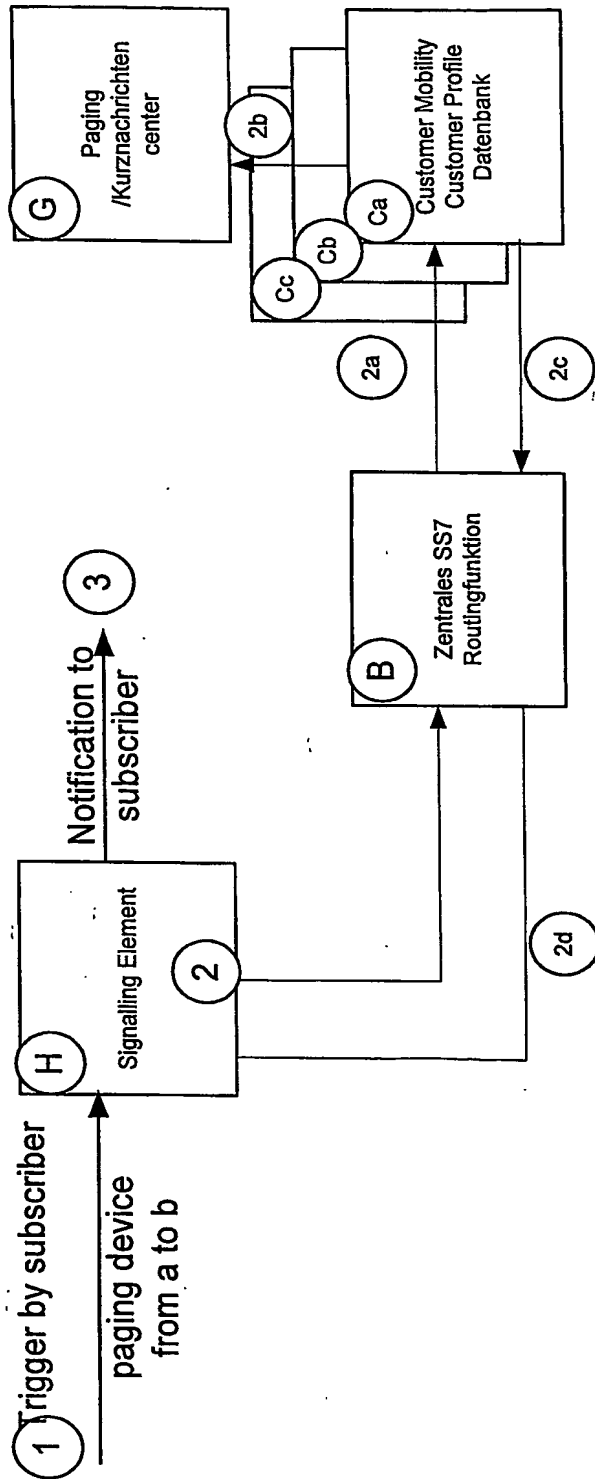 1
Trigger by subscriber
paging device
from a to b
H
Signalling Element
2
Notification to
subscriber
3
2d
B
Zentrales SS7
Routingfunktion
2a
2c
Cc
Cb
Ca
Customer Mobility
Customer Profile
Datenbank
2b
G
Paging
/Kurznachrichten
center